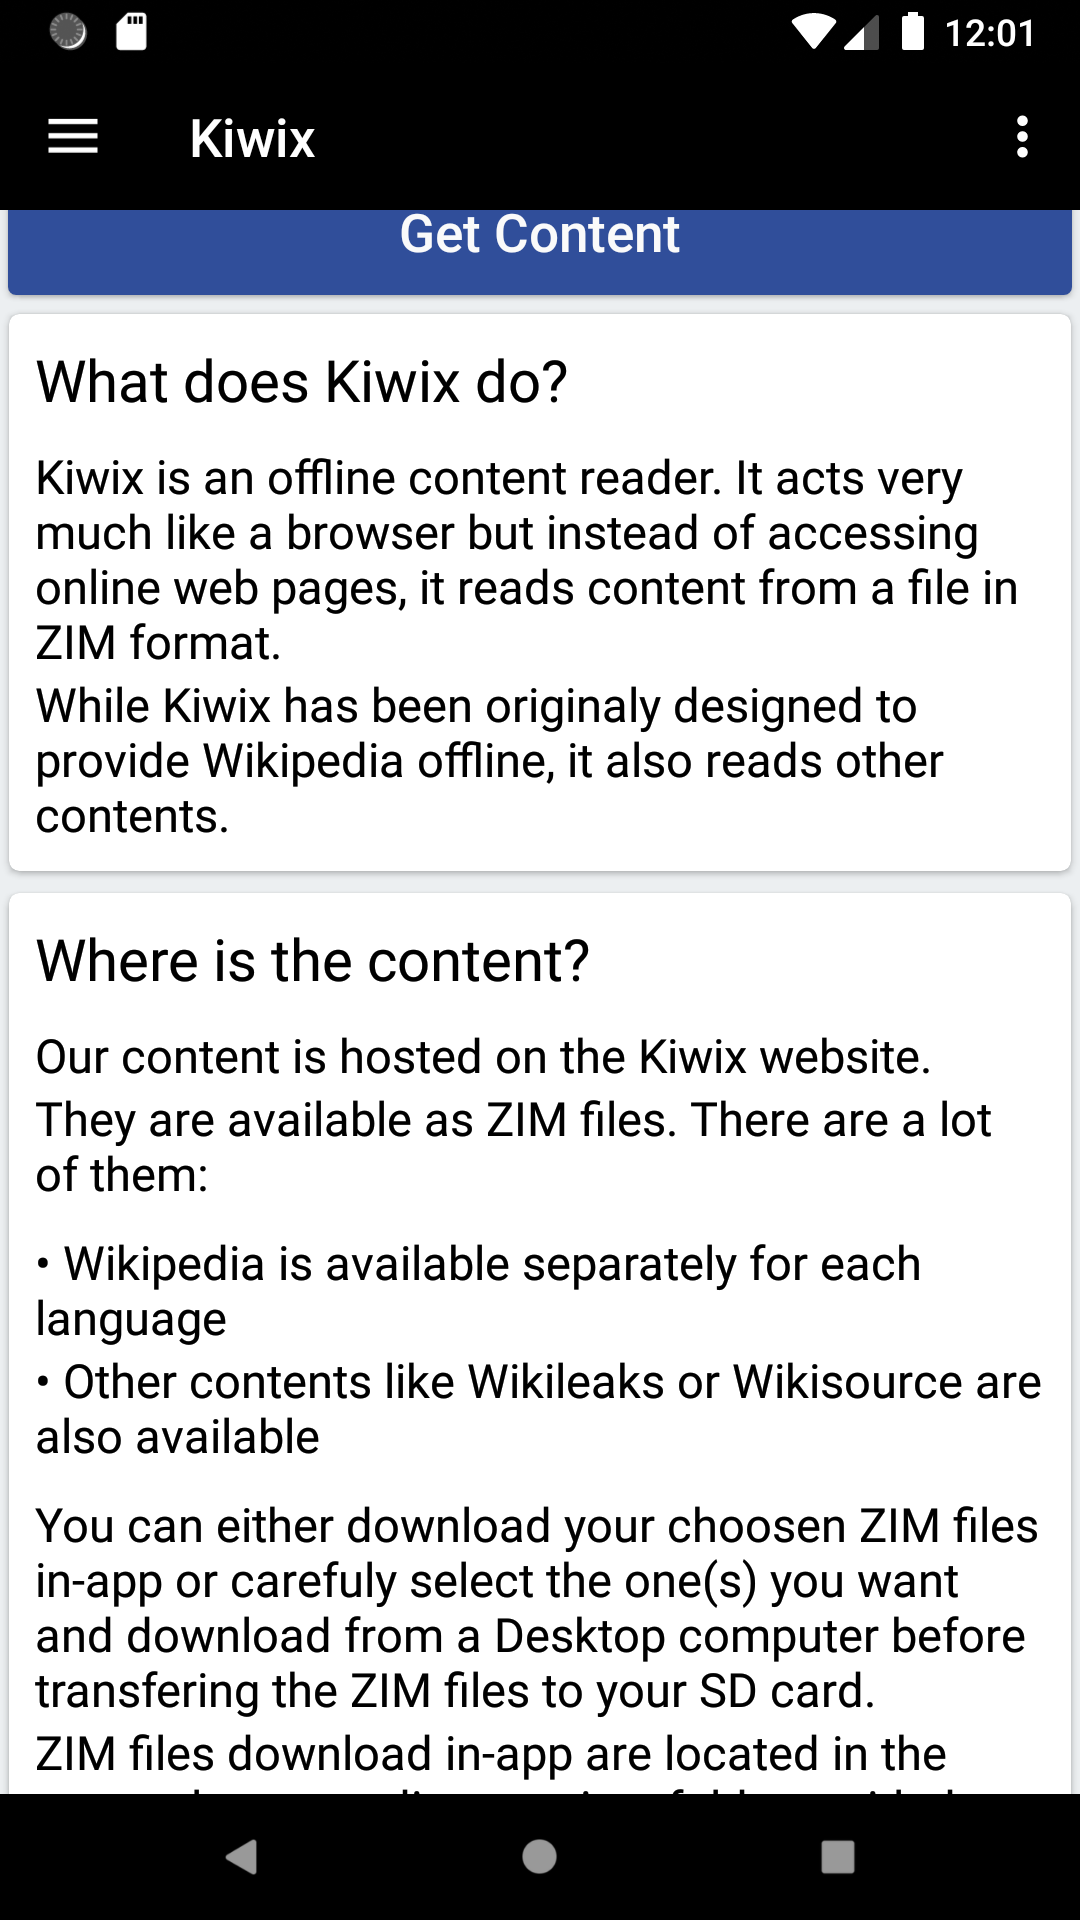 12:01
Kiwix
Get Content
What does Kiwix do?
Kiwix is an offline content reader. It acts very
much like a browser but instead of accessing
online web pages, it reads content from a file in
ZIM format.
While Kiwix has been originaly designed to
provide Wikipedia offline, it also reads other
contents.
Where is the content?
Our content is hosted on the Kiwix website.
They are available as ZIM files. There are a lot
of them:
• Wikipedia is available separately for each
language
• Other contents like Wikileaks or Wikisource are
also available
You can either download your choosen ZIM files
in-app or carefuly select the one(s) you want
and download from a Desktop computer before
transfering the ZIM files to your SD card.
ZIM files download in-app are located in the